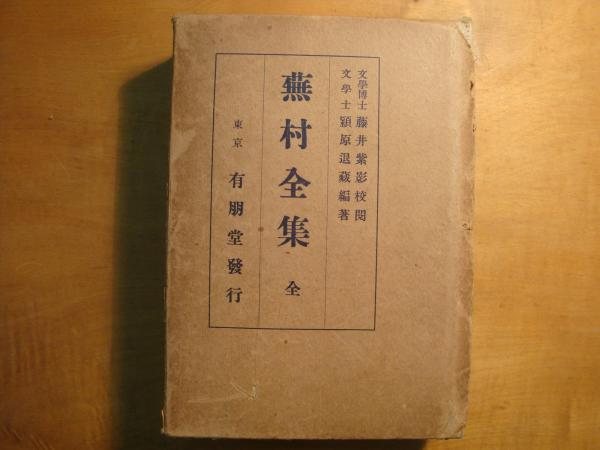 文學博士 藤井紫影校閲
文學士 潁原退藏編著
蕪村全集 全
東京 有朋堂發行